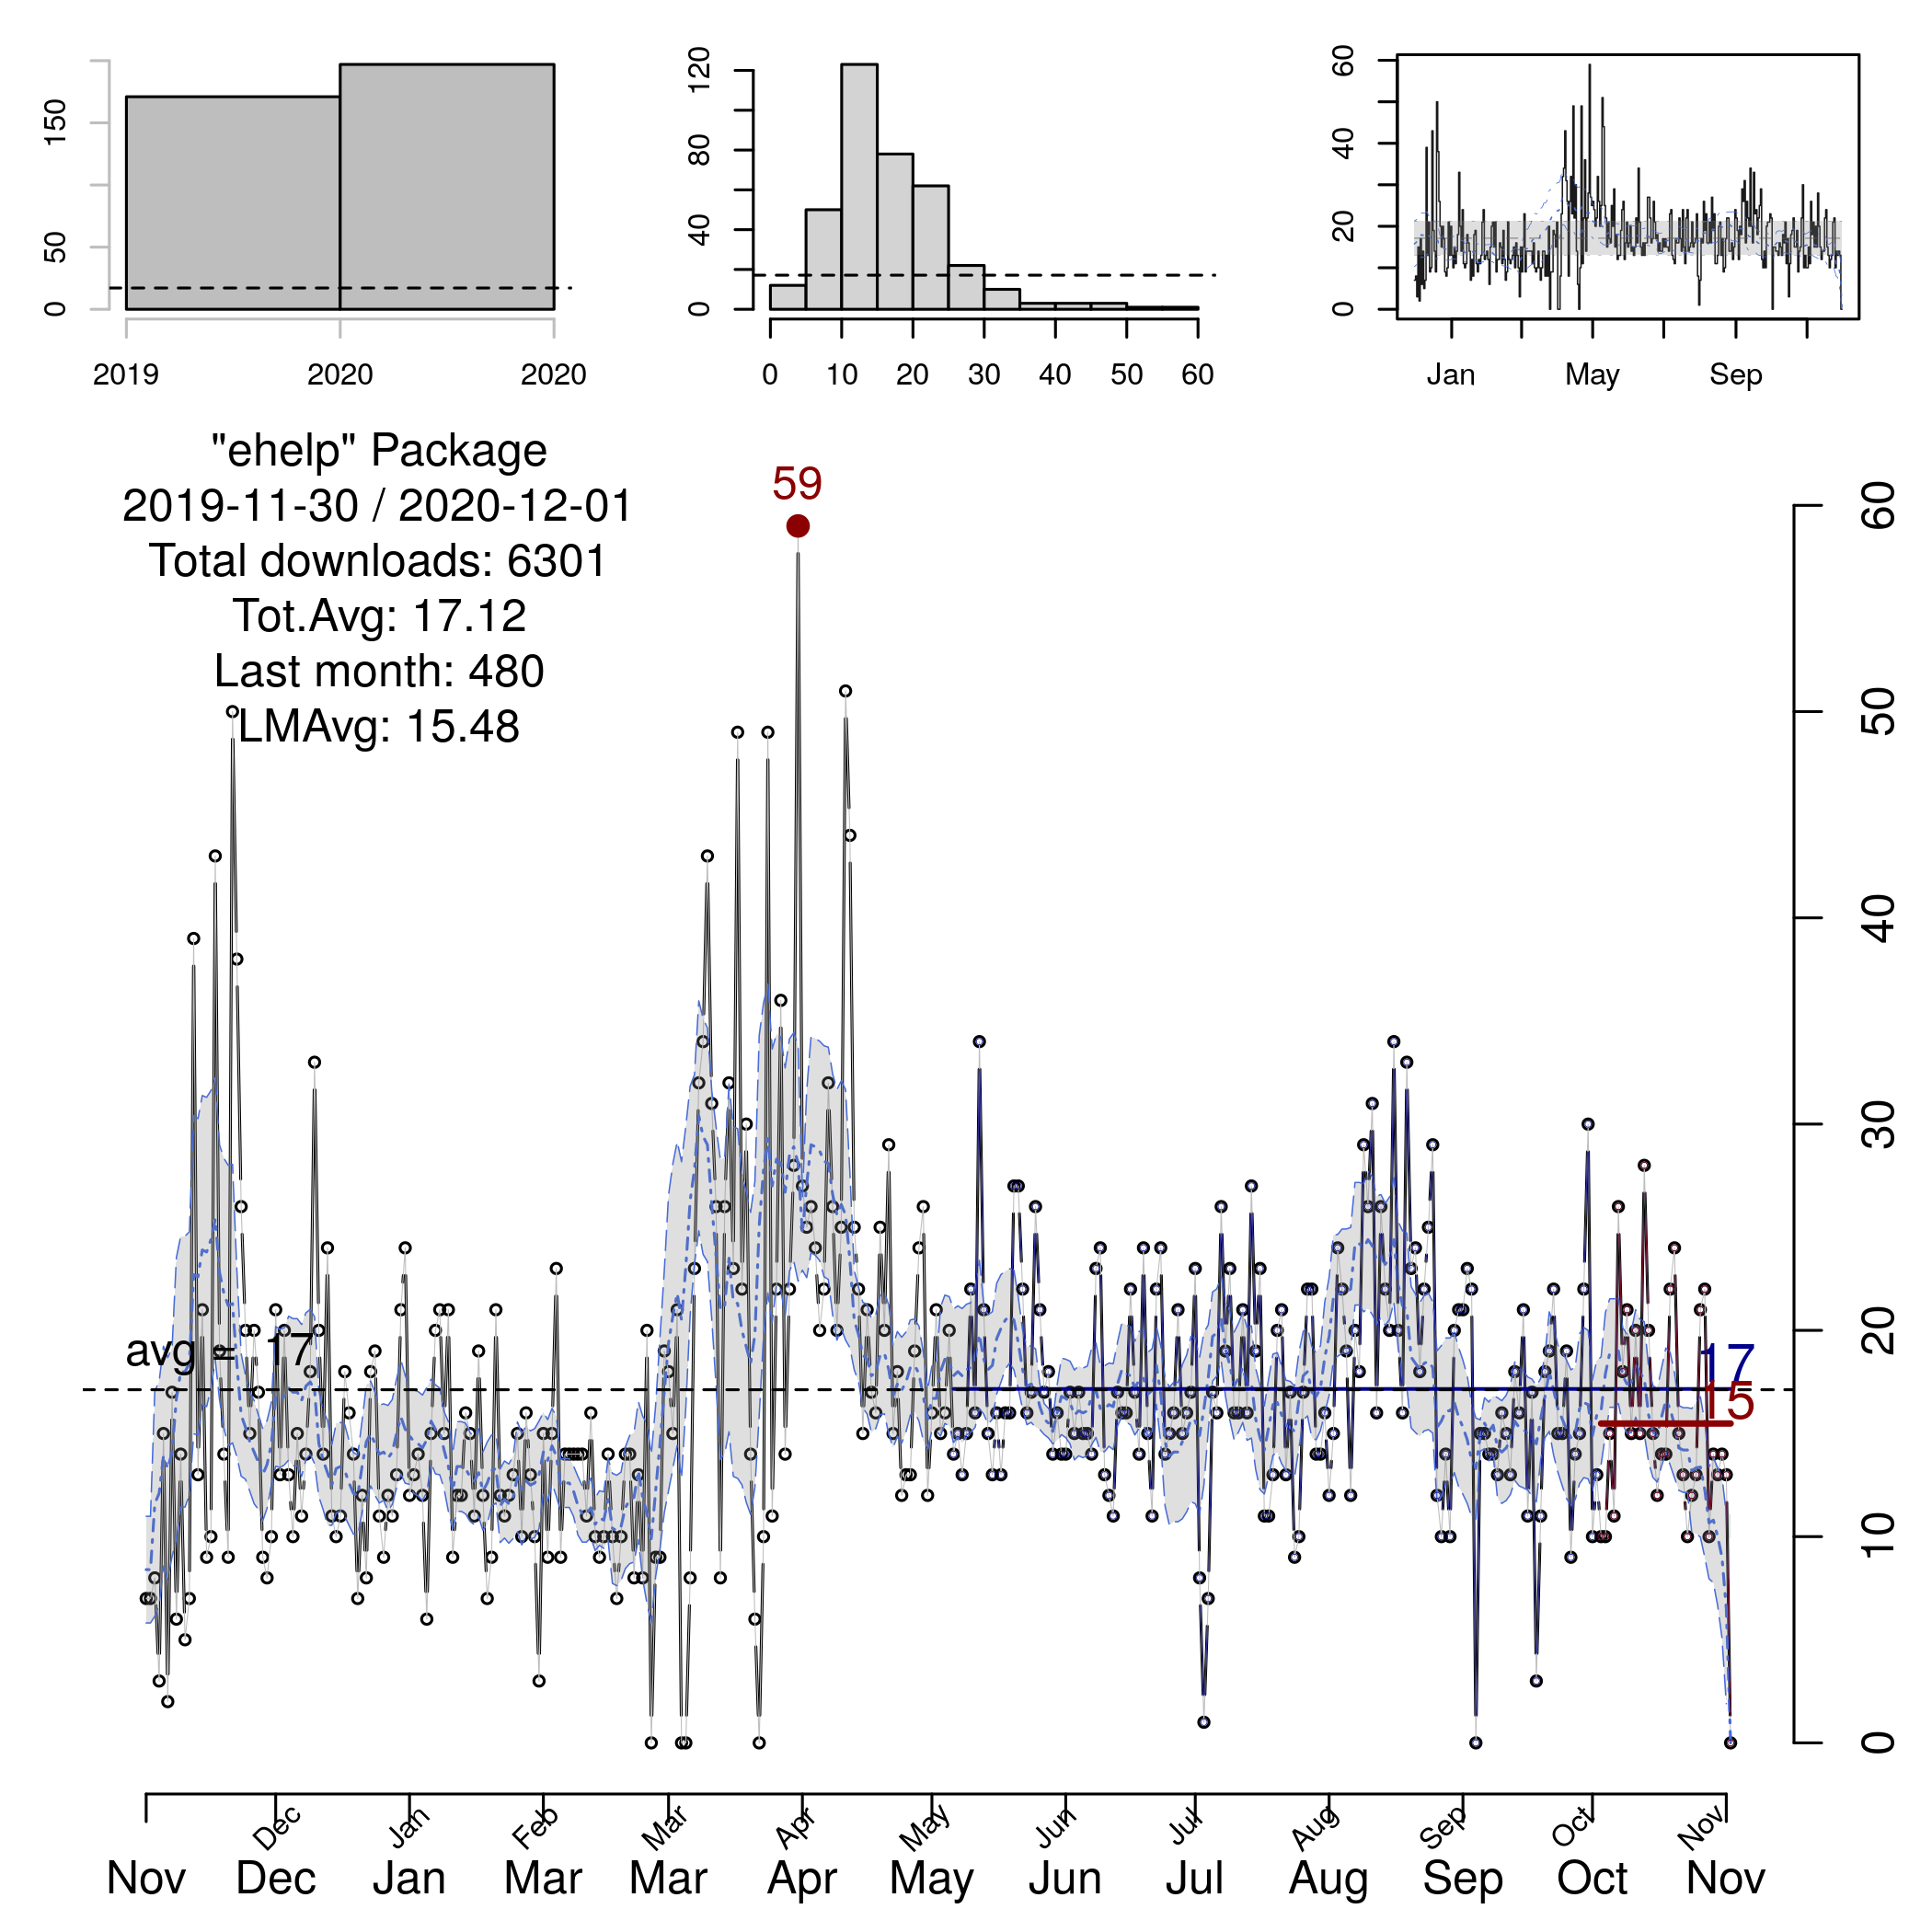 150
50
0
2019 2020 2020
120
80
40
0
0 10 20 30 40 50 60
60
40
20
0
Jan May Sep
"ehelp" Package
2019-11-30 / 2020-12-01
Total downloads: 6301
Tot.Avg: 17.12
Last month: 480
LMAvg: 15.48
59
avg = 17
17
15
60
50
40
30
20
10
0
Dec Jan Feb Mar Apr May Jun Jul Aug Sep Oct Nov
Nov Dec Jan Mar Mar Apr May Jun Jul Aug Sep Oct Nov